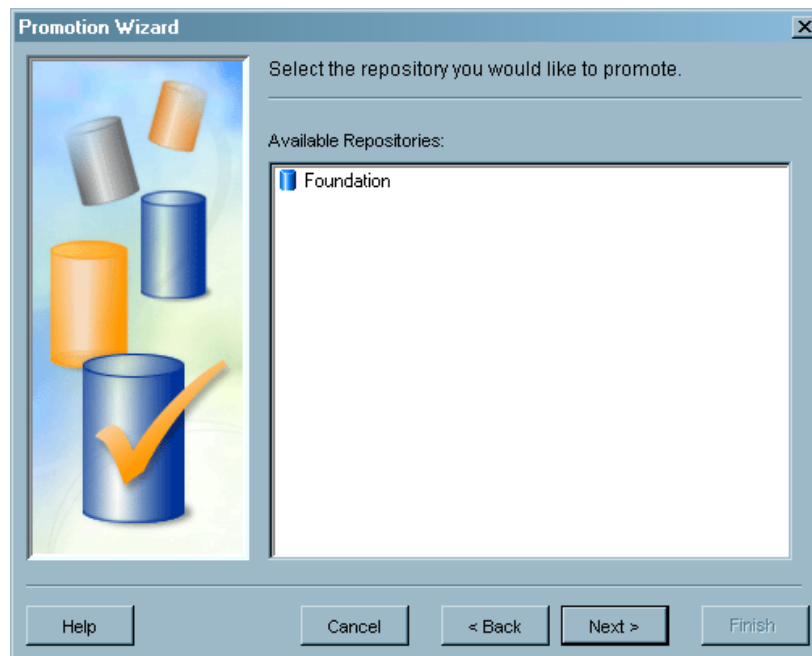 Promotion Wizard
Select the repository you would like to promote.
Available Repositories:
Foundation
Help
Cancel
< Back
Next >
Finish